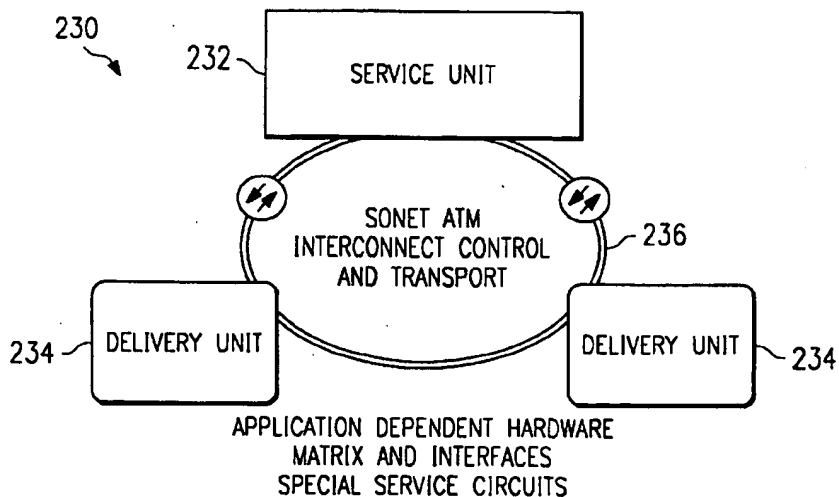 230
232
SERVICE UNIT
SONET ATM
INTERCONNECT CONTROL
AND TRANSPORT
236
234
DELIVERY UNIT
DELIVERY UNIT
234
APPLICATION DEPENDENT HARDWARE
MATRIX AND INTERFACES
SPECIAL SERVICE CIRCUITS